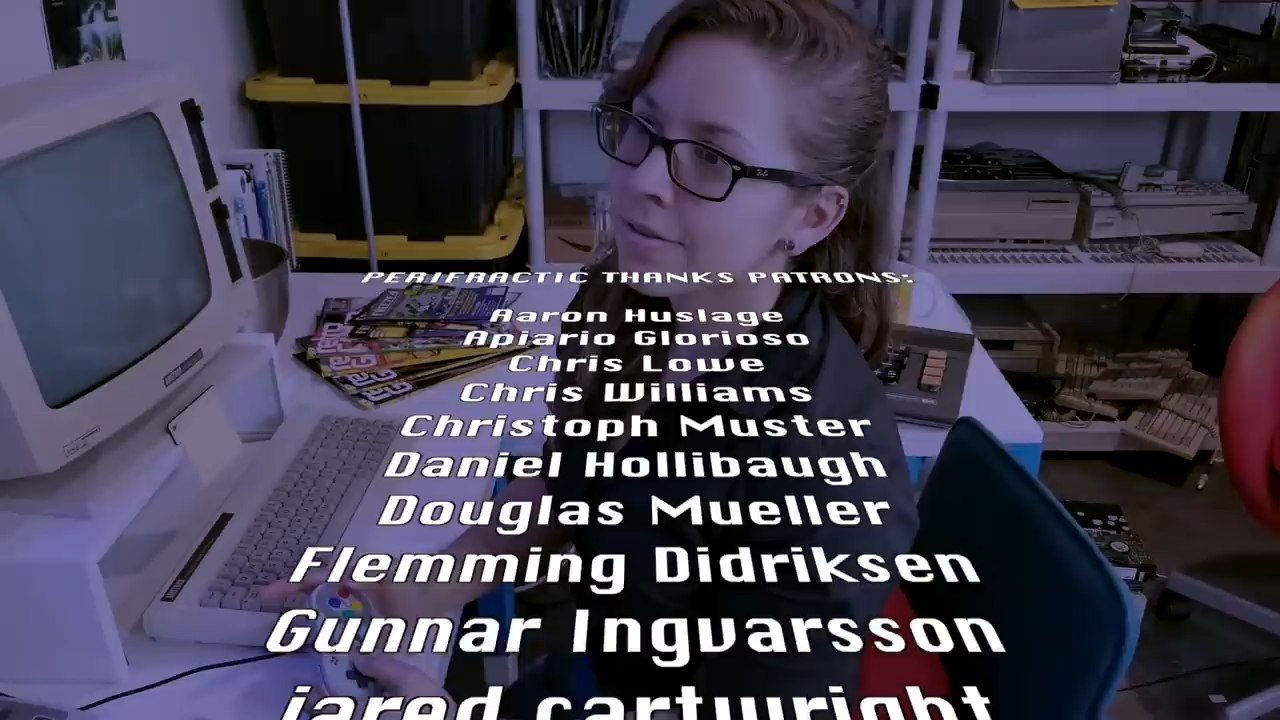 PERIFRACTIC THANKS PATRONS:
Aaron Huslage
Apiario Glorioso
Chris Lowe
Chris Williams
Christoph Muster
Daniel Hollibaugh
Douglas Mueller
Flemming Didriksen
Gunnar Ingvarsson
jared cartwright